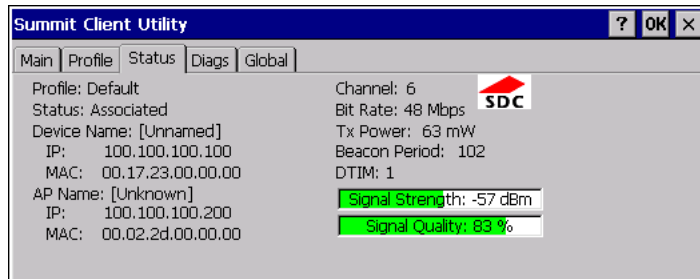 Summit Client Utility ? OK ×
Main Profile Status Diags Global
Profile: Default
Status: Associated
Device Name: [Unnamed]
IP: 100.100.100.100
MAC: 00.17.23.00.00.00
AP Name: [Unknown]
IP: 100.100.100.200
MAC: 00.02.2d.00.00.00
Channel: 6
SDC
Bit Rate: 48 Mbps
Tx Power: 63 mW
Beacon Period: 102
DTIM: 1
Signal Strength: -57 dBm
Signal Quality: 83 %